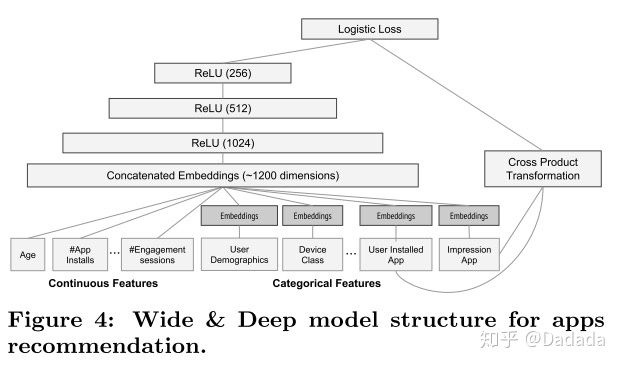 Logistic Loss
ReLU (256)
ReLU (512)
ReLU (1024)
Concatenated Embeddings (~1200 dimensions)
Cross Product
Transformation
Embeddings
Embeddings
Embeddings
Embeddings
Age
#App
Installs
...
#Engagement
sessions
User
Demographics
Device
Class
...
User Installed
App
Impression
App
Continuous Features
Categorical Features
Figure 4: Wide & Deep model structure for apps
recommendation.
知乎 @Dadada